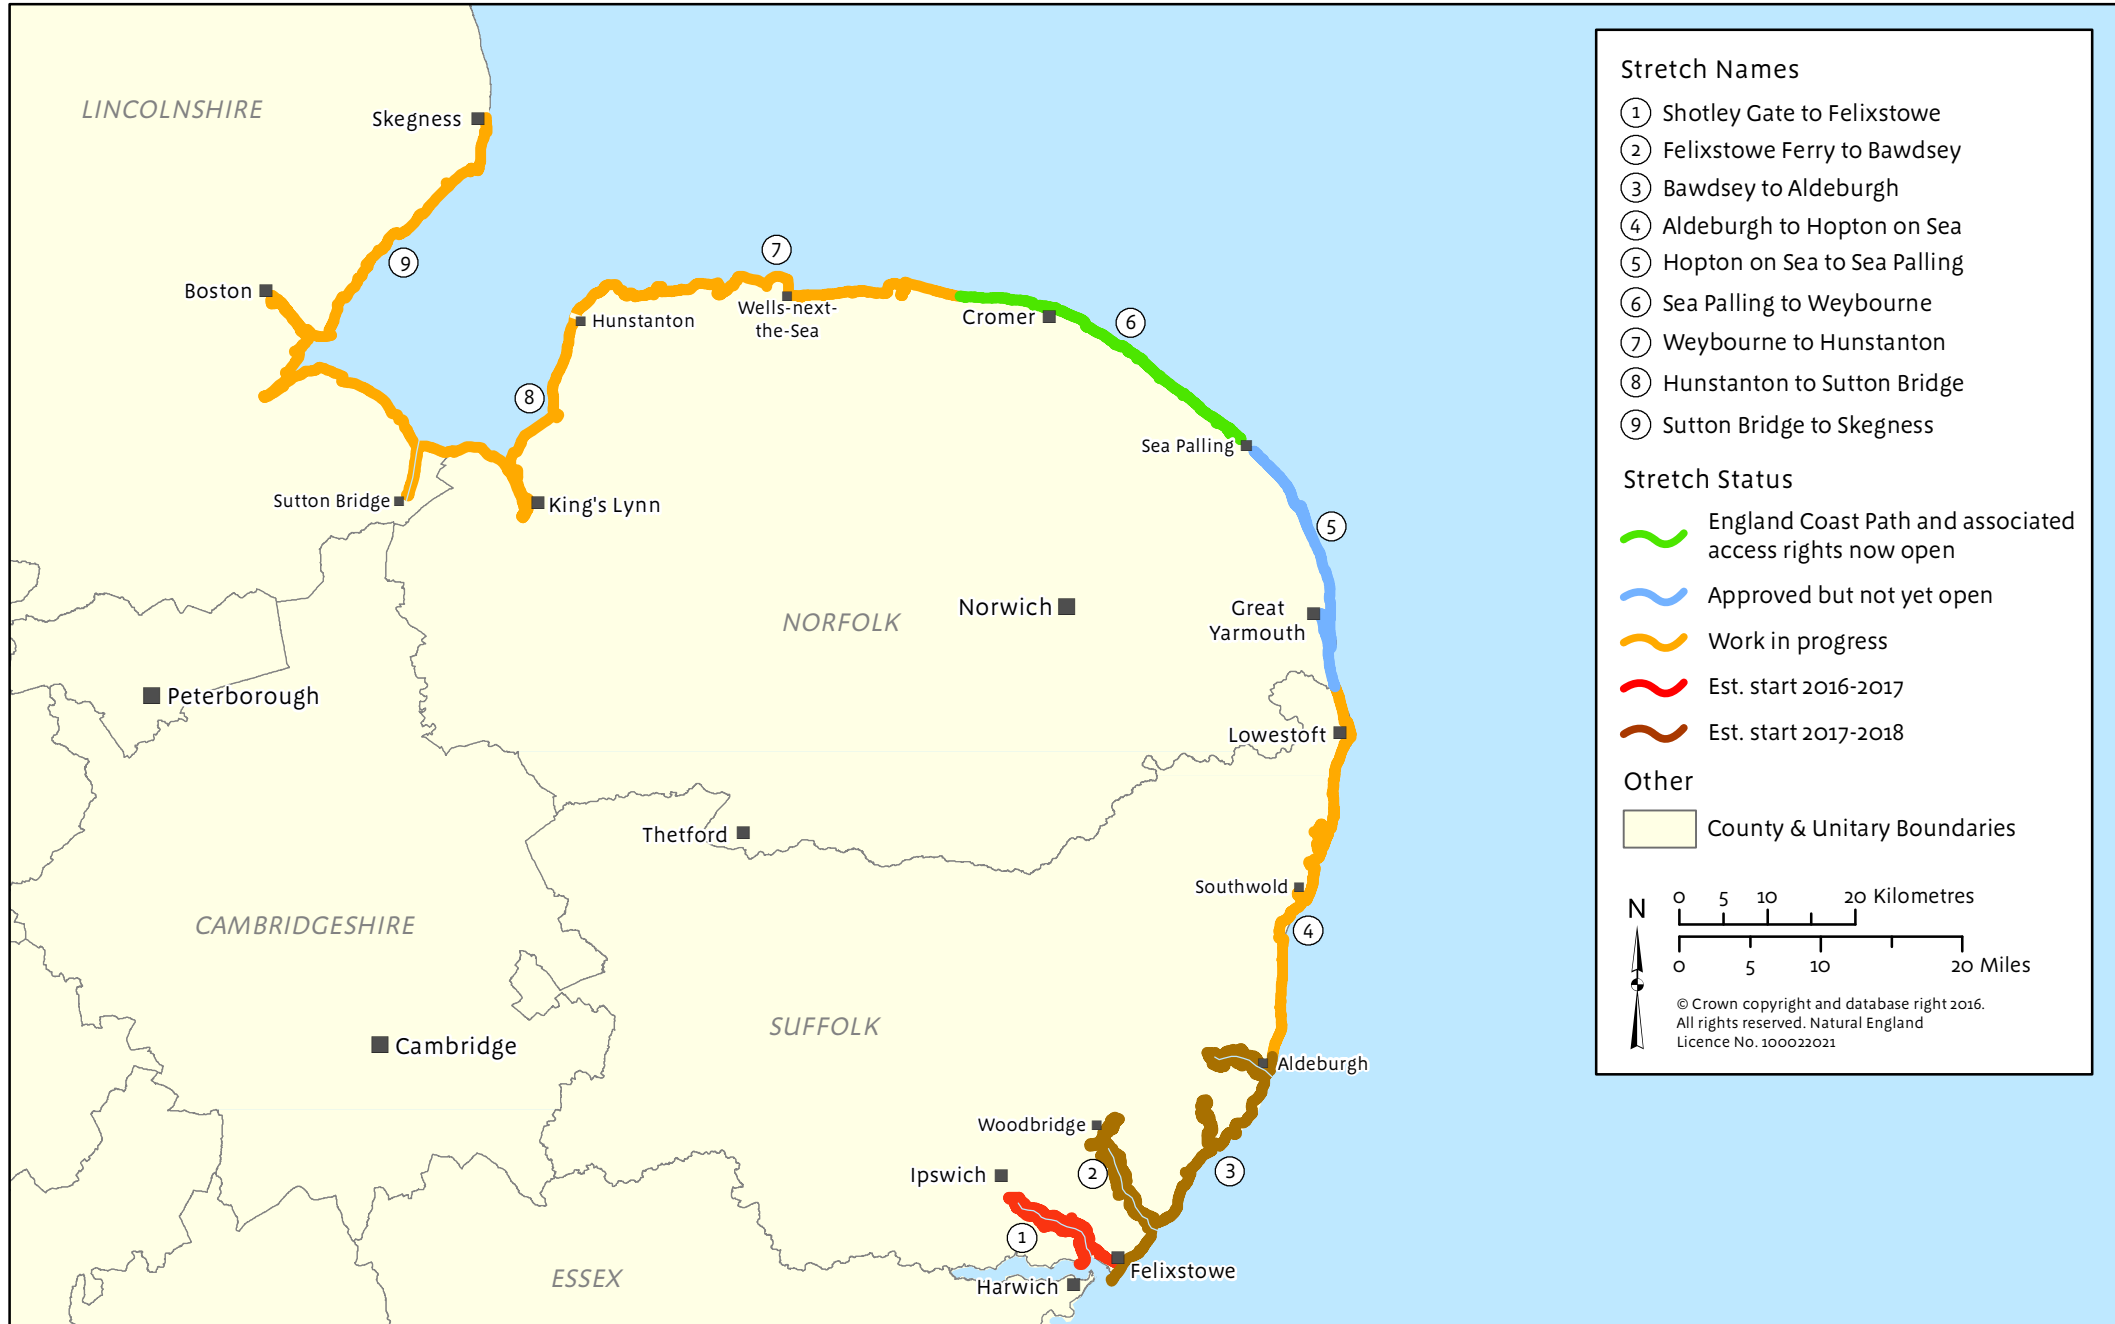 LINCOLNSHIRE
Skegness
9
Boston
7
Hunstanton
Wells-next-
the-Sea
Cromer
6
8
Sea Palling
Sutton Bridge
King's Lynn
5
Norwich
Great
Yarmouth
NORFOLK
Peterborough
Lowestoft
Thetford
Southwold
4
CAMBRIDGESHIRE
SUFFOLK
Cambridge
Aldeburgh
Woodbridge
Ipswich
2
3
1
Felixstowe
ESSEX
Harwich
Stretch Names
1 Shotley Gate to Felixstowe
2 Felixstowe Ferry to Bawdsey
3 Bawdsey to Aldeburgh
4 Aldeburgh to Hopton on Sea
5 Hopton on Sea to Sea Palling
6 Sea Palling to Weybourne
7 Weybourne to Hunstanton
8 Hunstanton to Sutton Bridge
9 Sutton Bridge to Skegness
Stretch Status
England Coast Path and associated
access rights now open
Approved but not yet open
Work in progress
Est. start 2016-2017
Est. start 2017-2018
Other
County & Unitary Boundaries
N
0 5 10 20 Kilometres
0 5 10 20 Miles
© Crown copyright and database right 2016.
All rights reserved. Natural England
Licence No. 100022021